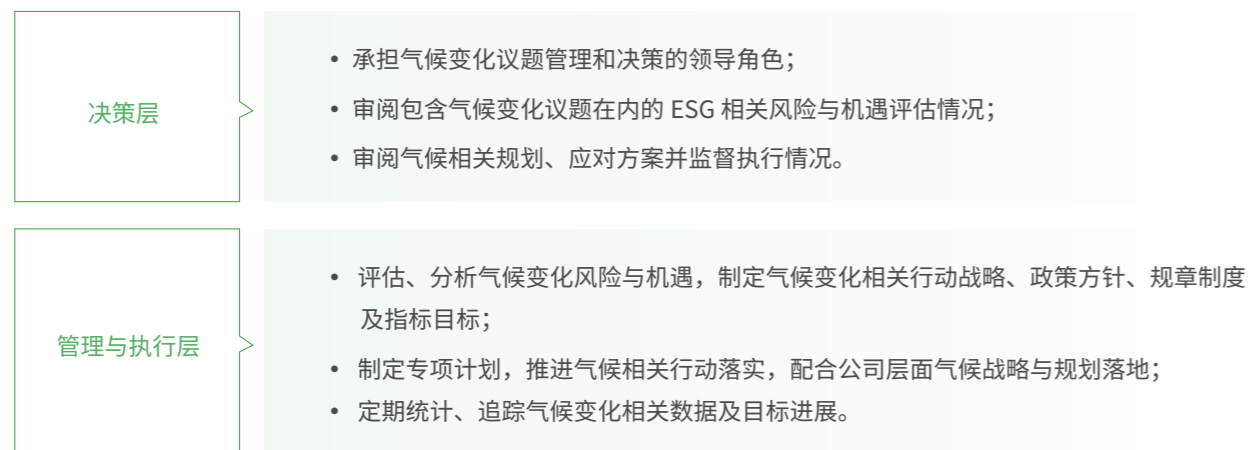 决策层
• 承担气候变化议题管理和决策的领导角色；
• 审阅包含气候变化议题在内的 ESG 相关风险与机遇评估情况；
• 审阅气候相关规划、应对方案并监督执行情况。
管理与执行层
• 评估、分析气候变化风险与机遇，制定气候变化相关行动战略、政策方针、规章制度
及指标目标；
• 制定专项计划，推进气候相关行动落实，配合公司层面气候战略与规划落地；
• 定期统计、追踪气候变化相关数据及目标进展。